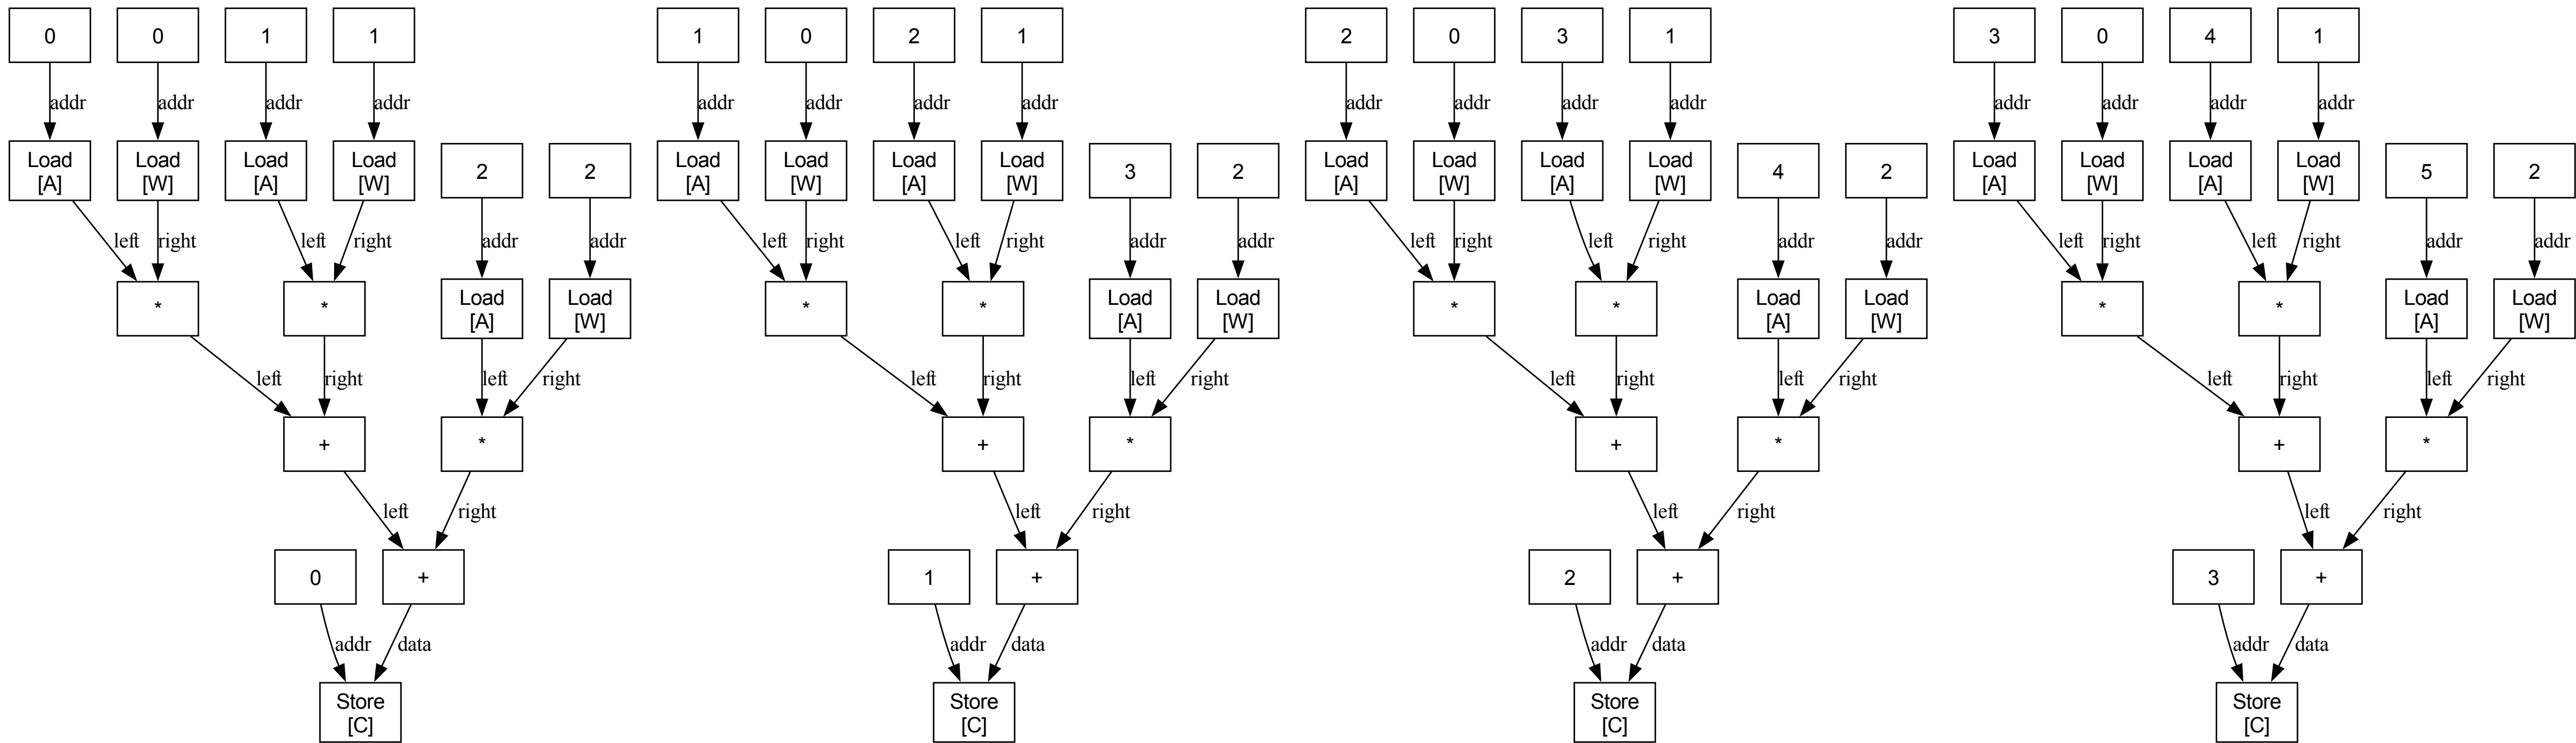 0 0 1 1 1 0 2 1 2 0 3 1 3 0 4 1
addr addr addr addr addr addr addr addr addr addr addr addr addr addr addr addr
Load
[A]
Load
[W]
Load
[A]
Load
[W]
2 2
Load
[A]
Load
[W]
Load
[A]
Load
[W]
3 2
Load
[A]
Load
[W]
Load
[A]
Load
[W]
4 2
Load
[A]
Load
[W]
Load
[A]
Load
[W]
5 2
left right left right addr addr left right left right addr addr left right left right addr addr left right left right addr addr
* *
Load
[A]
Load
[W]
* *
Load
[A]
Load
[W]
* *
Load
[A]
Load
[W]
* *
Load
[A]
Load
[W]
left right left right left right left right left right left right left right left right
+ * + * + * + *
left right left right left right left right
0 + 1 + 2 + 3 +
addr data addr data addr data addr data
Store
[C]
Store
[C]
Store
[C]
Store
[C]